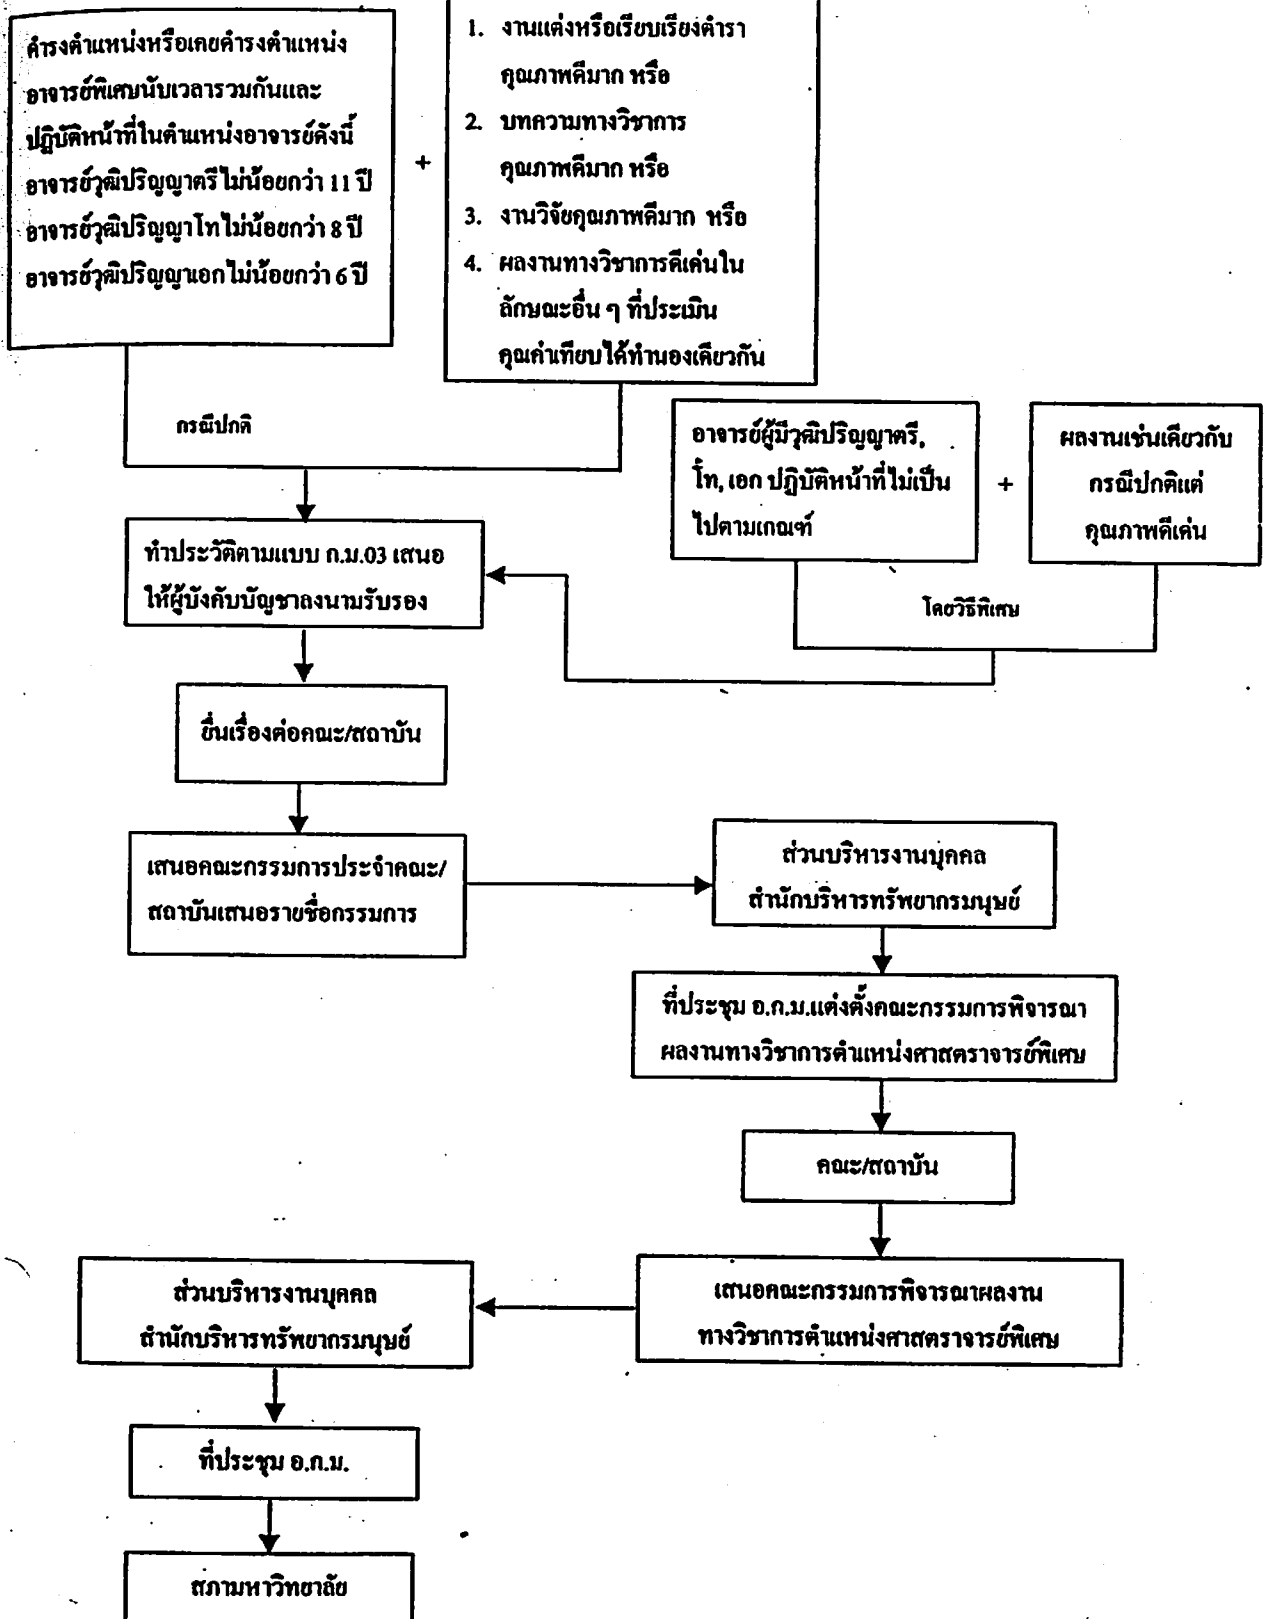 ดำรงตำแหน่งหรือเคยดำรงตำแหน่ง
อาจารย์พิเศษนับเวลารวมกันและ
ปฏิบัติหน้าที่ในตำแหน่งอาจารย์ดังนี้
อาจารย์วุฒิปริญญาตรีไม่น้อยกว่า 11 ปี
อาจารย์วุฒิปริญญาโทไม่น้อยกว่า 8 ปี
อาจารย์วุฒิปริญญาเอกไม่น้อยกว่า 6 ปี
+
1. งานแต่งหรือเรียบเรียงตำรา
คุณภาพดีมาก หรือ
2. บทความทางวิชาการ
คุณภาพดีมาก หรือ
3. งานวิจัยคุณภาพดีมาก หรือ
4. ผลงานทางวิชาการดีเด่นใน
ลักษณะอื่น ๆ ที่ประเมิน
คุณค่าเทียบได้ทำนองเดียวกัน
กรณีปกติ
อาจารย์ผู้มีวุฒิปริญญาตรี,
โท, เอก ปฏิบัติหน้าที่ไม่เป็น
ไปตามเกณฑ์
+
ผลงานเช่นเดียวกับ
กรณีปกติแต่
คุณภาพดีเด่น
โดยวิธีพิเศษ
ทำประวัติตามแบบ ก.ม.03 เสนอ
ให้ผู้บังคับบัญชาลงนามรับรอง
ยื่นเรื่องต่อคณะ/สถาบัน
เสนอคณะกรรมการประจำคณะ/
สถาบันเสนอรายชื่อกรรมการ
ส่วนบริหารงานบุคคล
สำนักบริหารทรัพยากรมนุษย์
ที่ประชุม อ.ก.ม.แต่งตั้งคณะกรรมการพิจารณา
ผลงานทางวิชาการตำแหน่งศาสตราจารย์พิเศษ
คณะ/สถาบัน
เสนอคณะกรรมการพิจารณาผลงาน
ทางวิชาการตำแหน่งศาสตราจารย์พิเศษ
ส่วนบริหารงานบุคคล
สำนักบริหารทรัพยากรมนุษย์
ที่ประชุม อ.ก.ม.
สภามหาวิทยาลัย